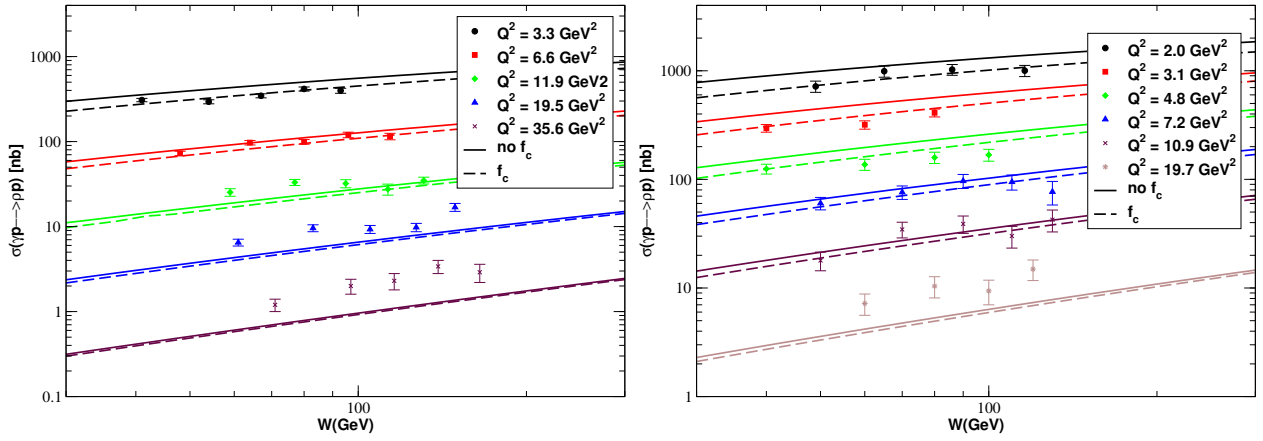 σ(γp—>ρp) [nb]
1000
100
10
1
0.1
100
W(GeV)
Q² = 3.3 GeV²
Q² = 6.6 GeV²
Q² = 11.9 GeV2
Q² = 19.5 GeV²
Q² = 35.6 GeV²
no f_c
f_c
σ(γp—>ρp) [nb]
1000
100
10
1
100
W(GeV)
Q² = 2.0 GeV²
Q² = 3.1 GeV²
Q² = 4.8 GeV²
Q² = 7.2 GeV²
Q² = 10.9 GeV²
Q² = 19.7 GeV²
no f_c
f_c